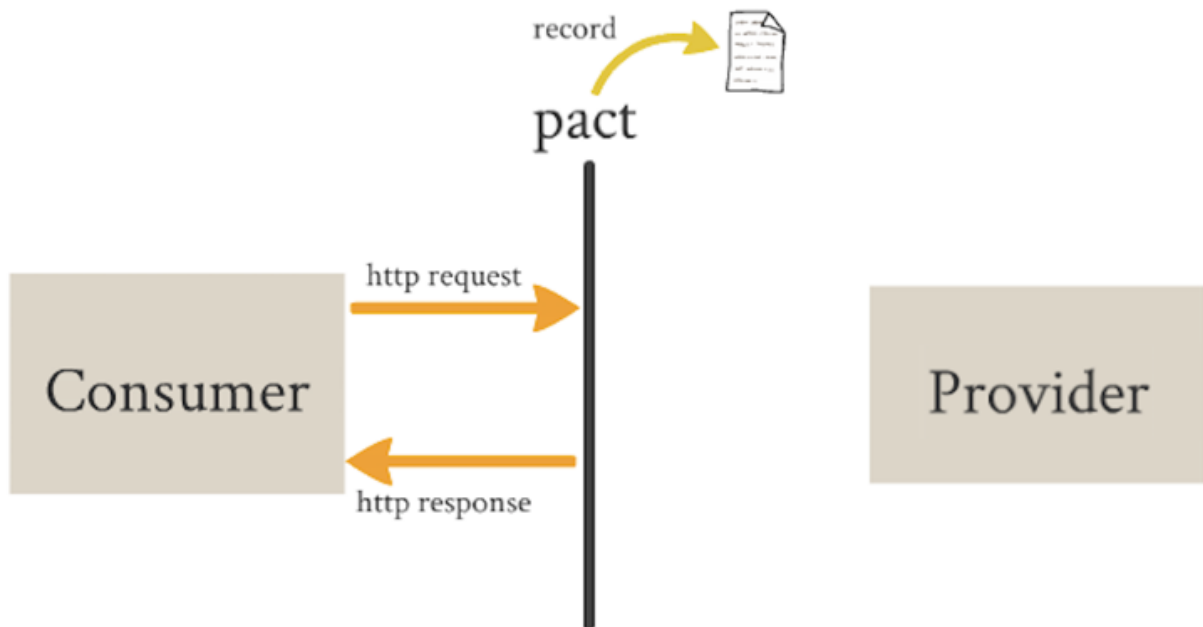 record
pact
http request
Consumer
Provider
http response